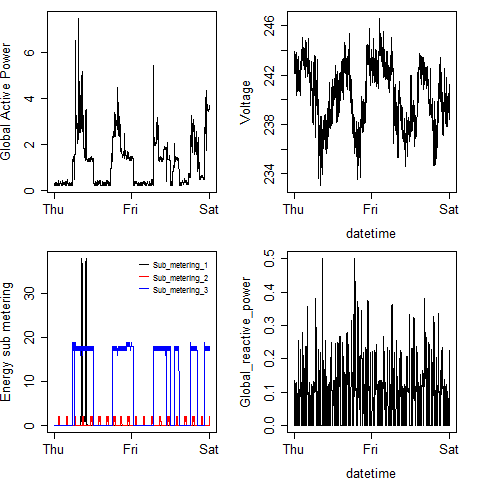 Global Active Power
6
4
2
0
Thu Fri Sat
Voltage
246
242
238
234
Thu Fri Sat
datetime
Energy sub metering
30
20
10
0
Sub_metering_1
Sub_metering_2
Sub_metering_3
Thu Fri Sat
Global_reactive_power
0.5
0.4
0.3
0.2
0.1
0.0
Thu Fri Sat
datetime